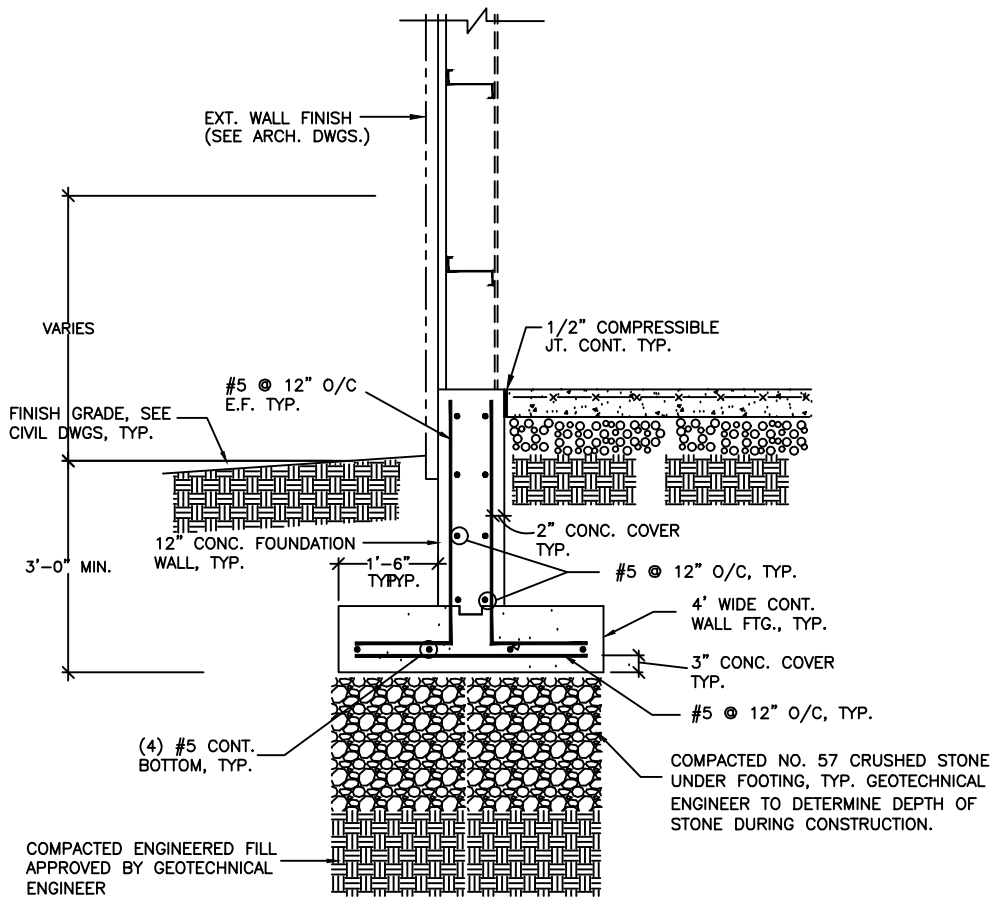 EXT. WALL FINISH
(SEE ARCH. DWGS.)
VARIES
1/2" COMPRESSIBLE
JT. CONT. TYP.
#5 @ 12" O/C
E.F. TYP.
FINISH GRADE, SEE
CIVIL DWGS, TYP.
12" CONC. FOUNDATION
WALL, TYP.
2" CONC. COVER
TYP.
3'-0" MIN.
1'-6"
TYP.
TYP.
#5 @ 12" O/C, TYP.
4' WIDE CONT.
WALL FTG., TYP.
3" CONC. COVER
TYP.
#5 @ 12" O/C, TYP.
(4) #5 CONT.
BOTTOM, TYP.
COMPACTED NO. 57 CRUSHED STONE
UNDER FOOTING, TYP. GEOTECHNICAL
ENGINEER TO DETERMINE DEPTH OF
STONE DURING CONSTRUCTION.
COMPACTED ENGINEERED FILL
APPROVED BY GEOTECHNICAL
ENGINEER